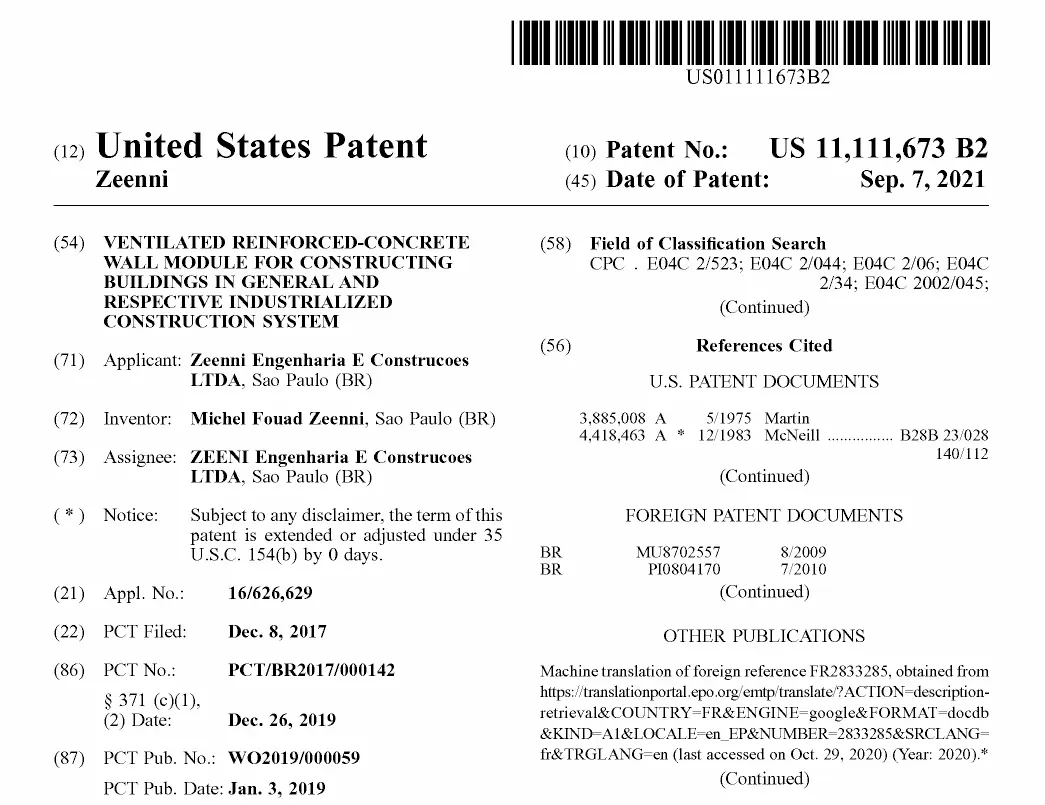 US011111673B2
(12) United States Patent
Zeenni
(10) Patent No.: US 11,111,673 B2
(45) Date of Patent: Sep. 7, 2021
(54) VENTILATED REINFORCED-CONCRETE
WALL MODULE FOR CONSTRUCTING
BUILDINGS IN GENERAL AND
RESPECTIVE INDUSTRIALIZED
CONSTRUCTION SYSTEM
(71) Applicant: Zeenni Engenharia E Construcoes
LTDA, Sao Paulo (BR)
(72) Inventor: Michel Fouad Zeenni, Sao Paulo (BR)
(73) Assignee: ZEENI Engenharia E Construcoes
LTDA, Sao Paulo (BR)
( * ) Notice: Subject to any disclaimer, the term of this
patent is extended or adjusted under 35
U.S.C. 154(b) by 0 days.
(21) Appl. No.: 16/626,629
(22) PCT Filed: Dec. 8, 2017
(86) PCT No.: PCT/BR2017/000142
§ 371 (c)(1),
(2) Date: Dec. 26, 2019
(87) PCT Pub. No.: WO2019/000059
PCT Pub. Date: Jan. 3, 2019
(58) Field of Classification Search
CPC . E04C 2/523; E04C 2/044; E04C 2/06; E04C
2/34; E04C 2002/045;
(Continued)
(56) References Cited
U.S. PATENT DOCUMENTS
3,885,008 A 5/1975 Martin
4,418,463 A * 12/1983 McNeill ................ B28B 23/028
140/112
(Continued)
FOREIGN PATENT DOCUMENTS
BR MU8702557 8/2009
BR PI0804170 7/2010
(Continued)
OTHER PUBLICATIONS
Machine translation of foreign reference FR2833285, obtained from
https://translationportal.epo.org/emtp/translate/?ACTION=description-
retrieval&COUNTRY=FR&ENGINE=google&FORMAT=docdb
&KIND=A1&LOCALE=en_EP&NUMBER=2833285&SRCLANG=
fr&TRGLANG=en (last accessed on Oct. 29, 2020) (Year: 2020).*
(Continued)